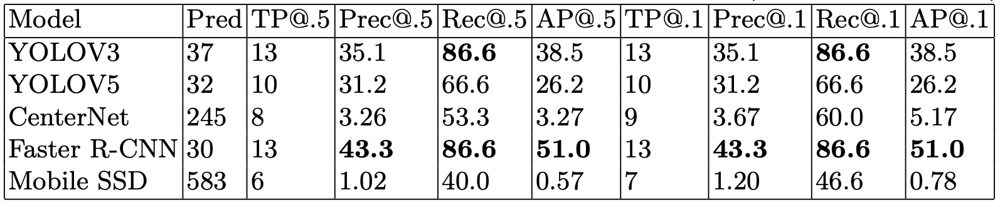 Model Pred TP@.5 Prec@.5 Rec@.5 AP@.5 TP@.1 Prec@.1 Rec@.1 AP@.1
YOLOV3 37 13 35.1 86.6 38.5 13 35.1 86.6 38.5
YOLOV5 32 10 31.2 66.6 26.2 10 31.2 66.6 26.2
CenterNet 245 8 3.26 53.3 3.27 9 3.67 60.0 5.17
Faster R-CNN 30 13 43.3 86.6 51.0 13 43.3 86.6 51.0
Mobile SSD 583 6 1.02 40.0 0.57 7 1.20 46.6 0.78